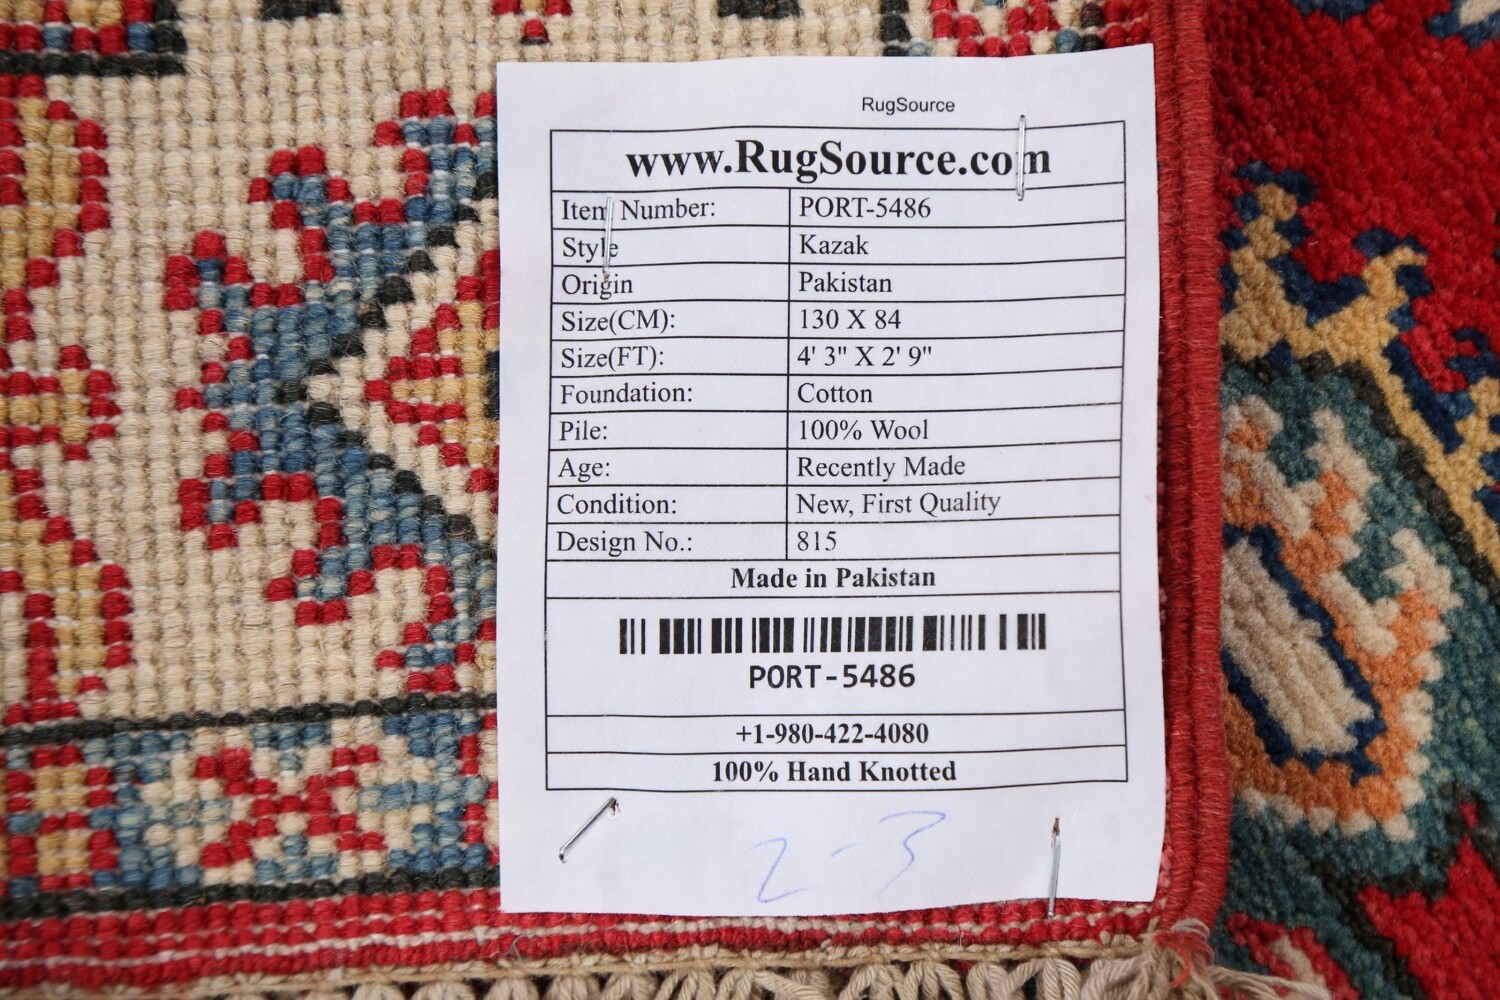 RugSource
www.RugSource.com
Item Number: PORT-5486
Style Kazak
Origin Pakistan
Size(CM): 130 X 84
Size(FT): 4' 3" X 2' 9"
Foundation: Cotton
Pile: 100% Wool
Age: Recently Made
Condition: New, First Quality
Design No.: 815
Made in Pakistan
PORT-5486
+1-980-422-4080
100% Hand Knotted
2-3